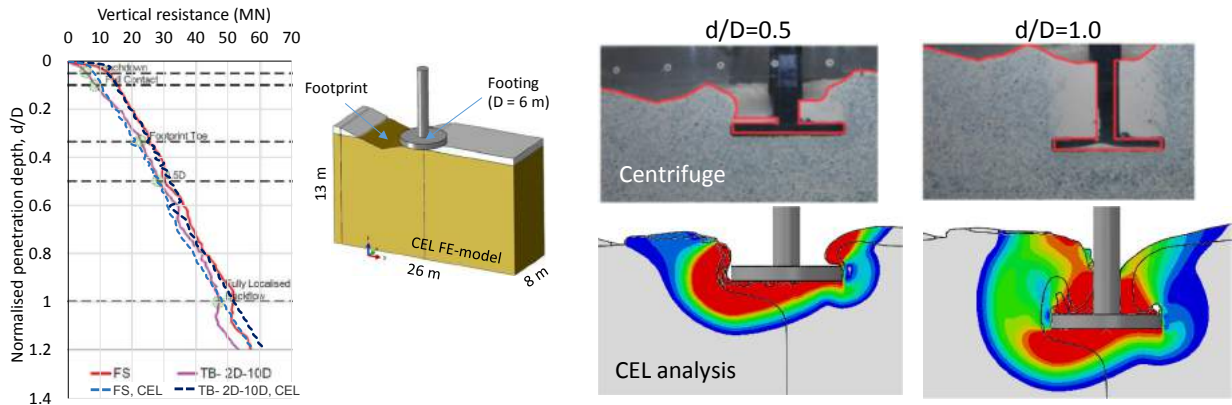 Vertical resistance (MN)
0 10 20 30 40 50 60 70
Normalised penetration depth, d/D
0
0.2
0.4
0.6
0.8
1
1.2
1.4
Contact
Footprint Toe
Fully Localised
Backflow
FS
TB- 2D-10D
FS, CEL
TB- 2D-10D, CEL
Footprint
Footing
(D = 6 m)
13 m
CEL FE-model
26 m
8 m
d/D=0.5
d/D=1.0
Centrifuge
CEL analysis